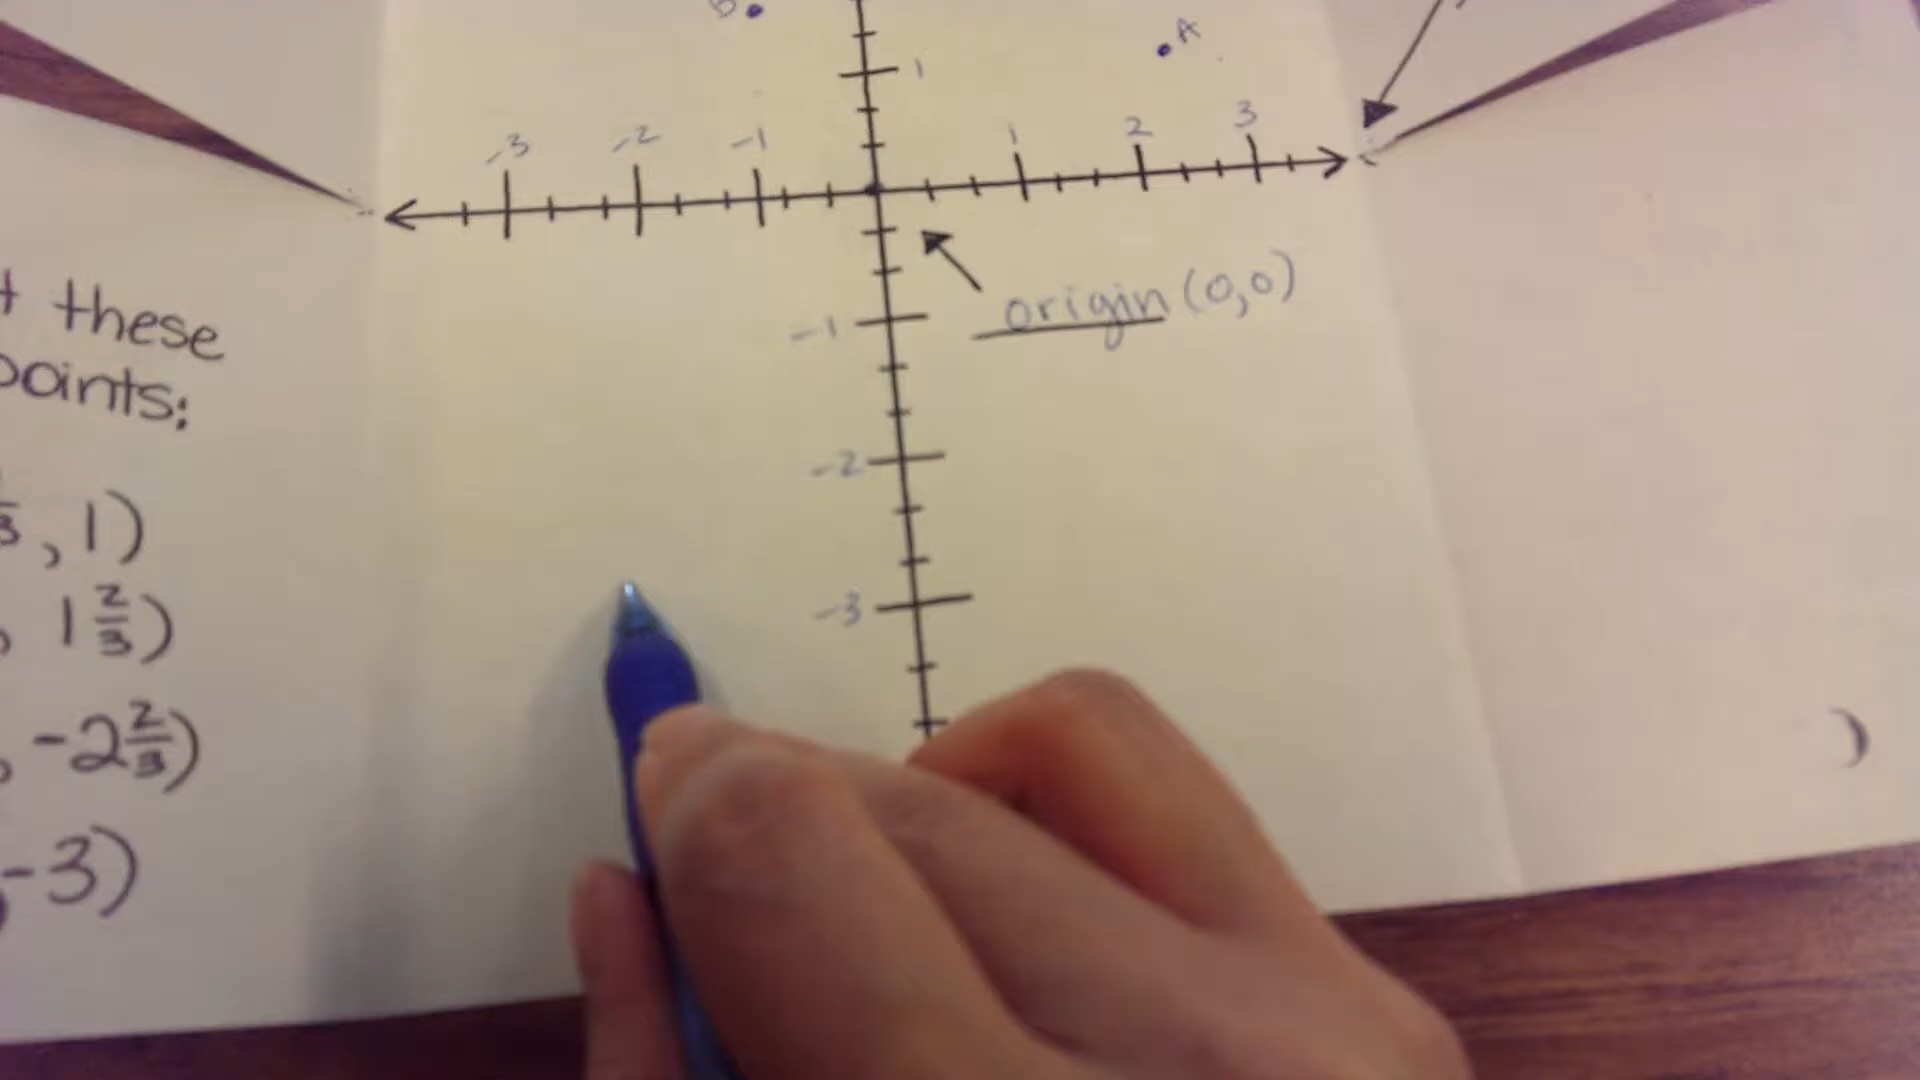 B
A
1
-3 -2 -1 1 2 3
origin (0,0)
-1
-2
-3
these
points:
3, 1)
, 1 2/3)
, -2 2/3)
-3)
)